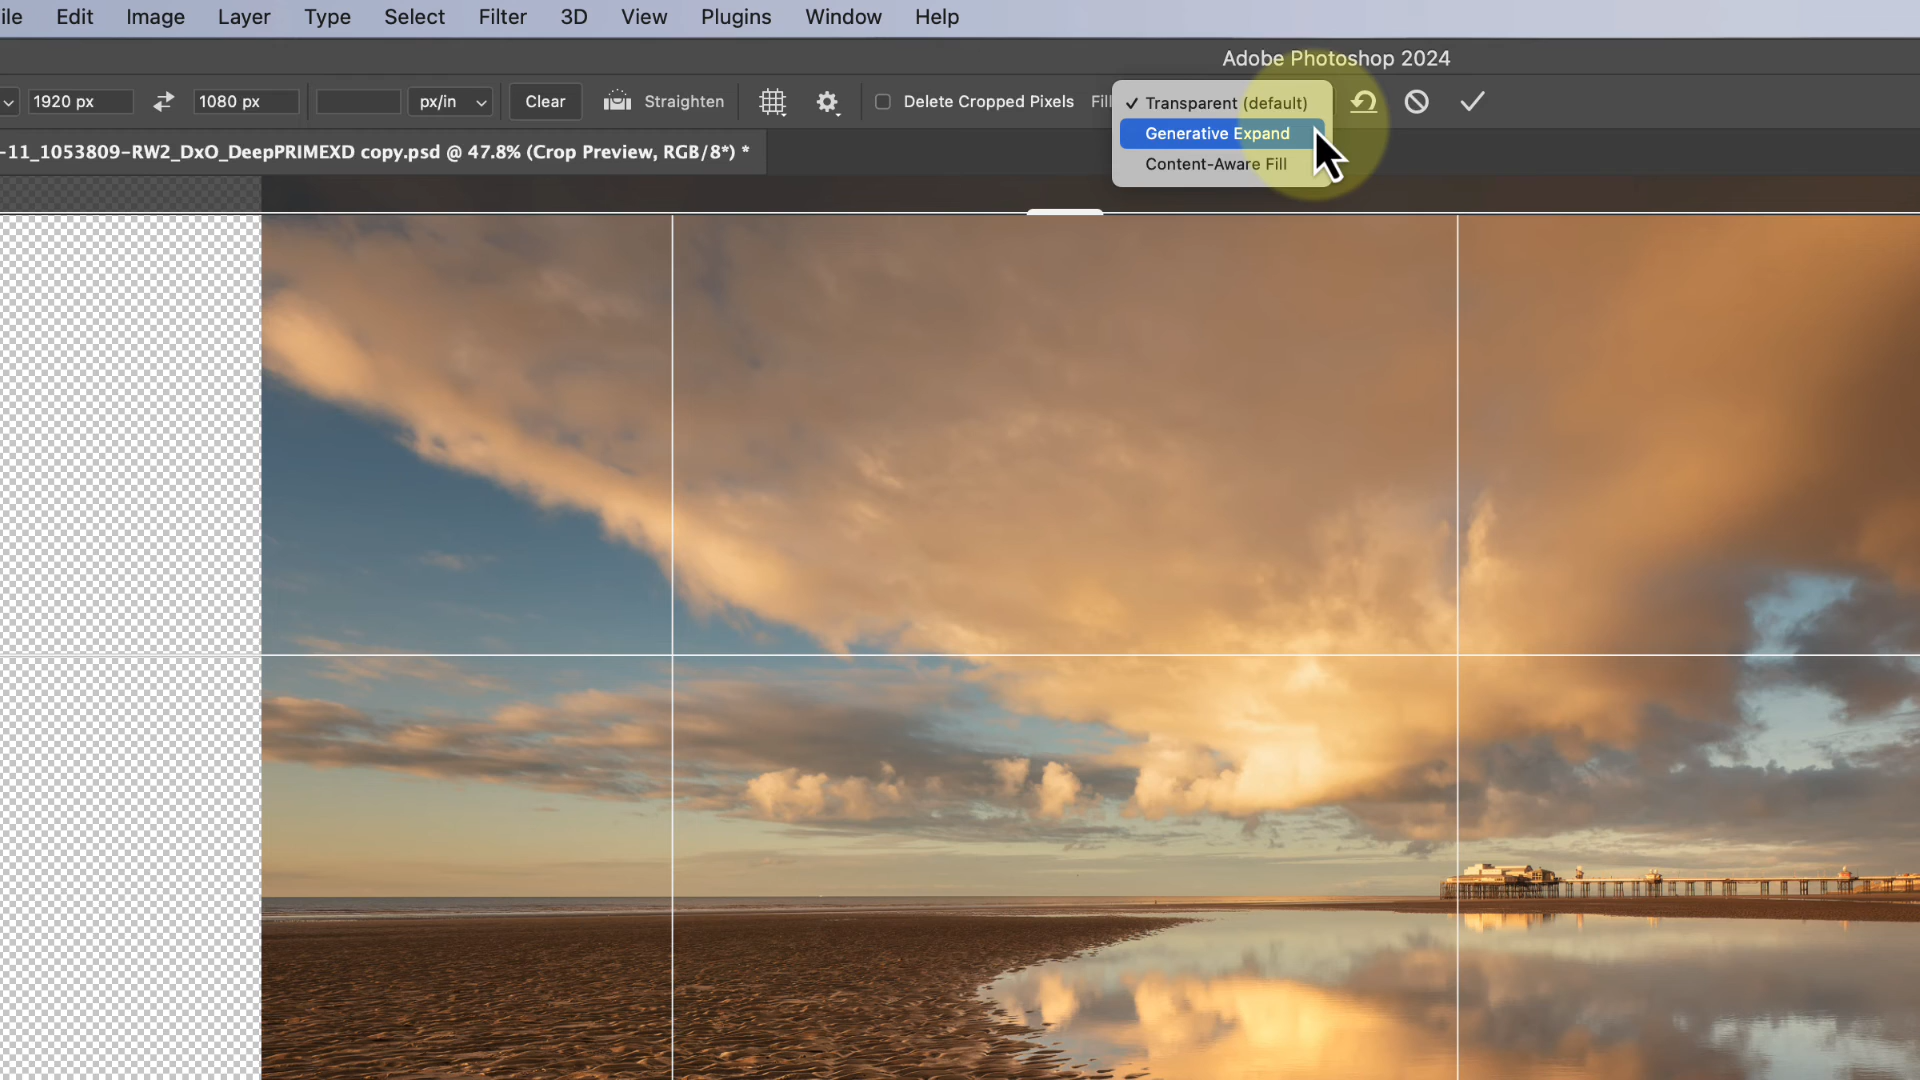 ile Edit Image Layer Type Select Filter 3D View Plugins Window Help
Adobe Photoshop 2024
1920 px 1080 px px/in Clear Straighten Delete Cropped Pixels Fill
✓ Transparent (default)
Generative Expand
Content-Aware Fill
-11_1053809-RW2_DxO_DeepPRIMEXD copy.psd @ 47.8% (Crop Preview, RGB/8*) *